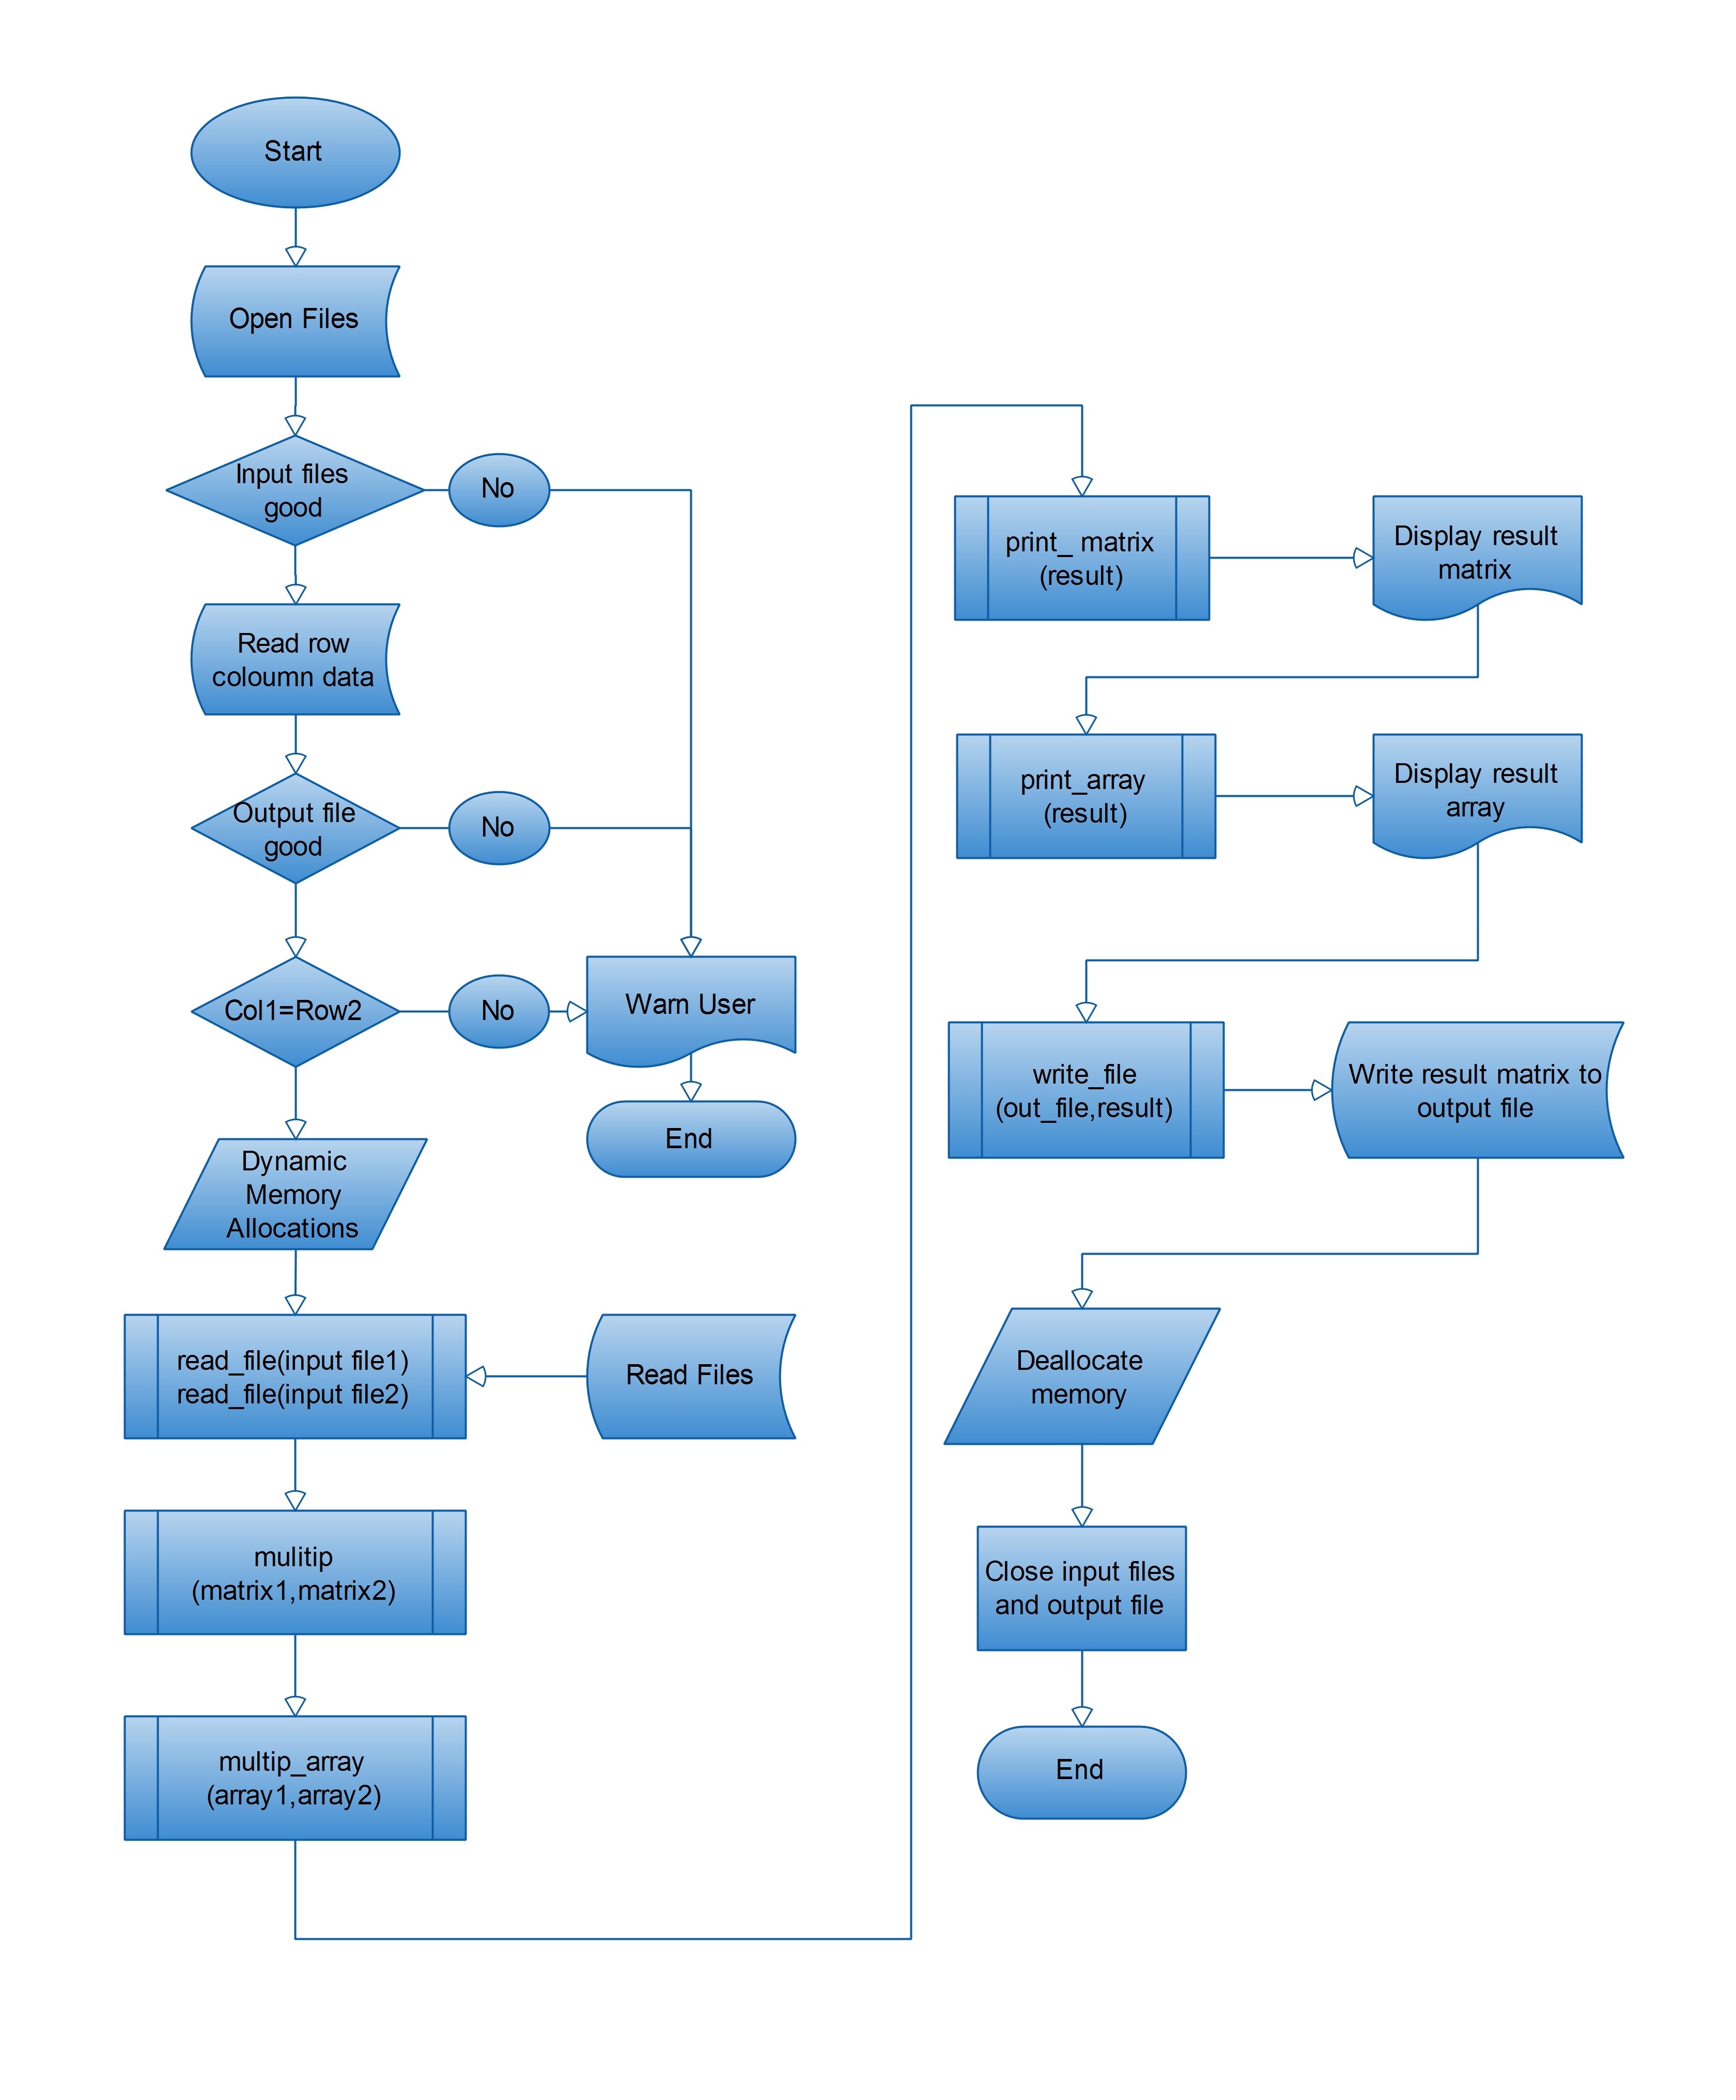 Start
Open Files
Input files
good
No
Read row
coloumn data
Output file
good
No
Col1=Row2
No
Warn User
End
Dynamic
Memory
Allocations
read_file(input file1)
read_file(input file2)
Read Files
mulitip
(matrix1,matrix2)
multip_array
(array1,array2)
print_ matrix
(result)
Display result
matrix
print_array
(result)
Display result
array
write_file
(out_file,result)
Write result matrix to
output file
Deallocate
memory
Close input files
and output file
End